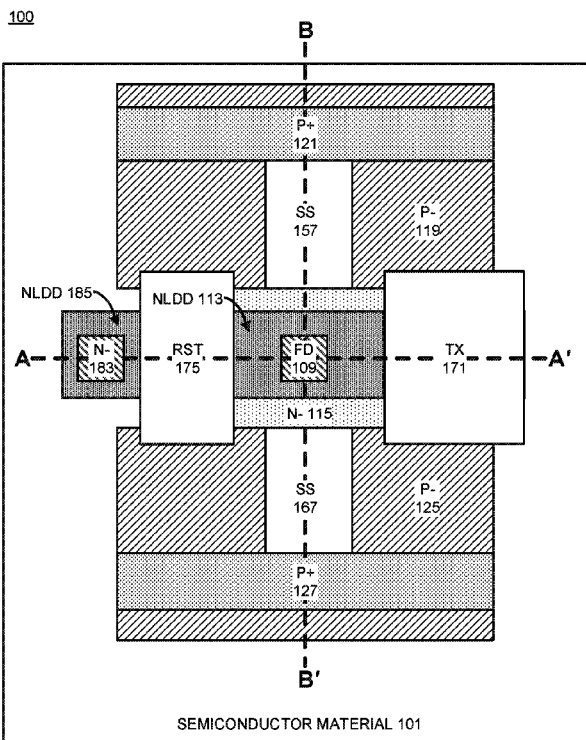 100
B
P+
121
SS
157
P-
119
NLDD 185
NLDD 113
A
N-
183
RST
175
FD
109
TX
171
A'
N- 115
SS
167
P-
125
P+
127
B'
SEMICONDUCTOR MATERIAL 101